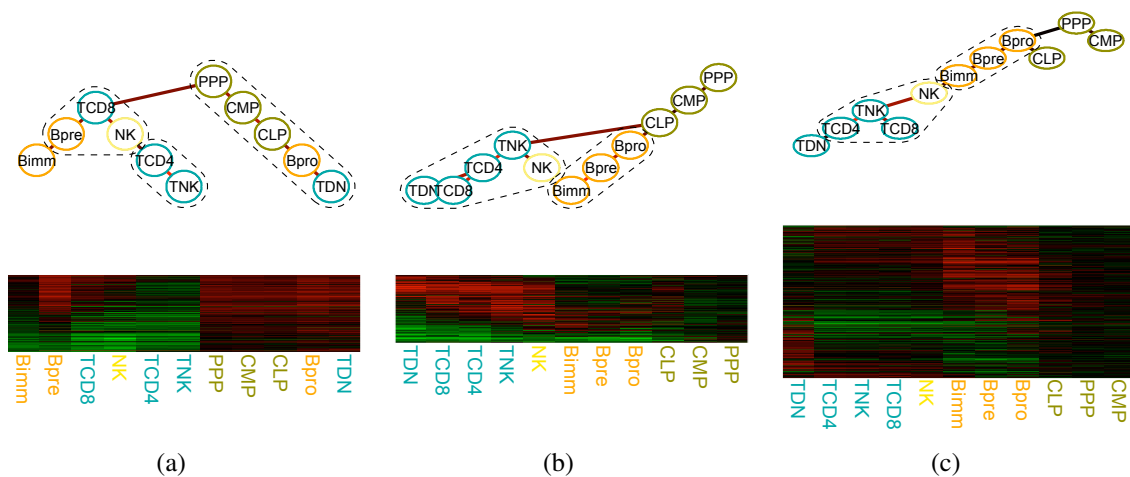 PPP
TCD8
CMP
Bpre
NK
CLP
Bimm
TCD4
Bpro
TNK
TDN
Bimm
Bpre
TCD8
NK
TCD4
TNK
PPP
CMP
CLP
Bpro
TDN
(a)
PPP
CMP
CLP
TNK
Bpro
TCD4
NK
Bpre
TDN
TCD8
Bimm
TDN
TCD8
TCD4
TNK
NK
Bimm
Bpre
Bpro
CLP
CMP
PPP
(b)
PPP
Bpro
CMP
Bpre
CLP
Bimm
NK
TNK
TCD4
TCD8
TDN
TDN
TCD4
TNK
TCD8
NK
Bimm
Bpre
Bpro
CLP
PPP
CMP
(c)